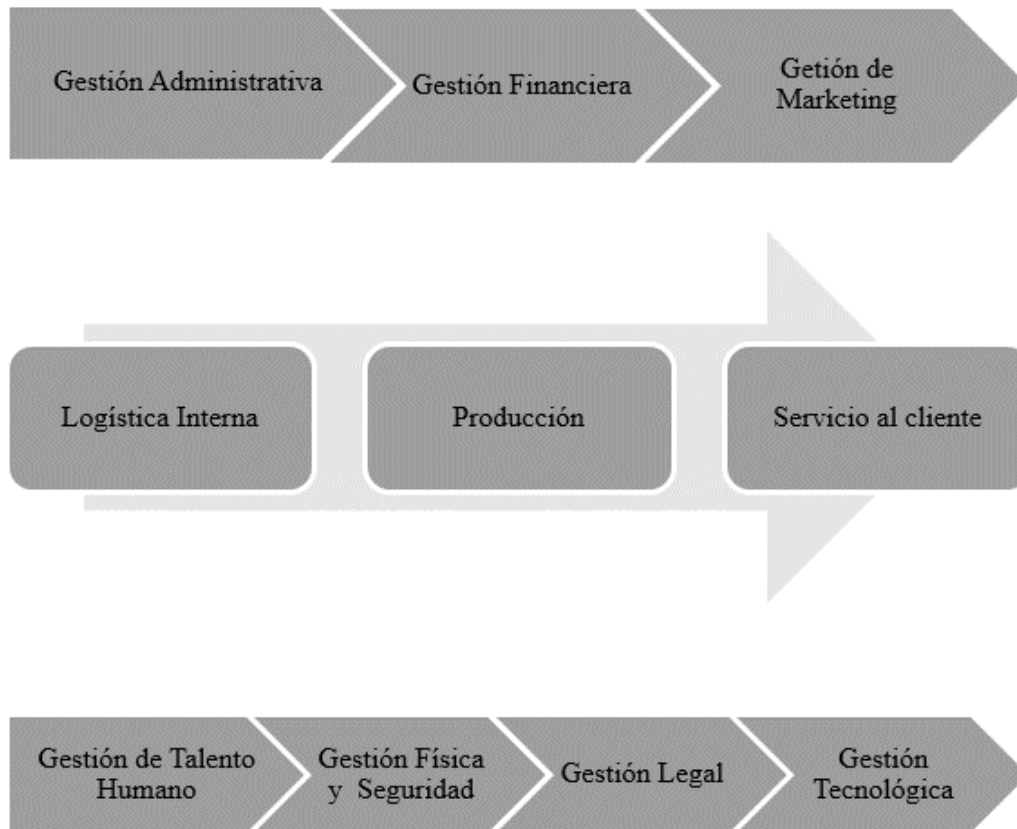 Gestión Administrativa
Gestión Financiera
Getión de
Marketing
Logística Interna
Producción
Servicio al cliente
Gestión de Talento
Humano
Gestión Física
y Seguridad
Gestión Legal
Gestión
Tecnológica